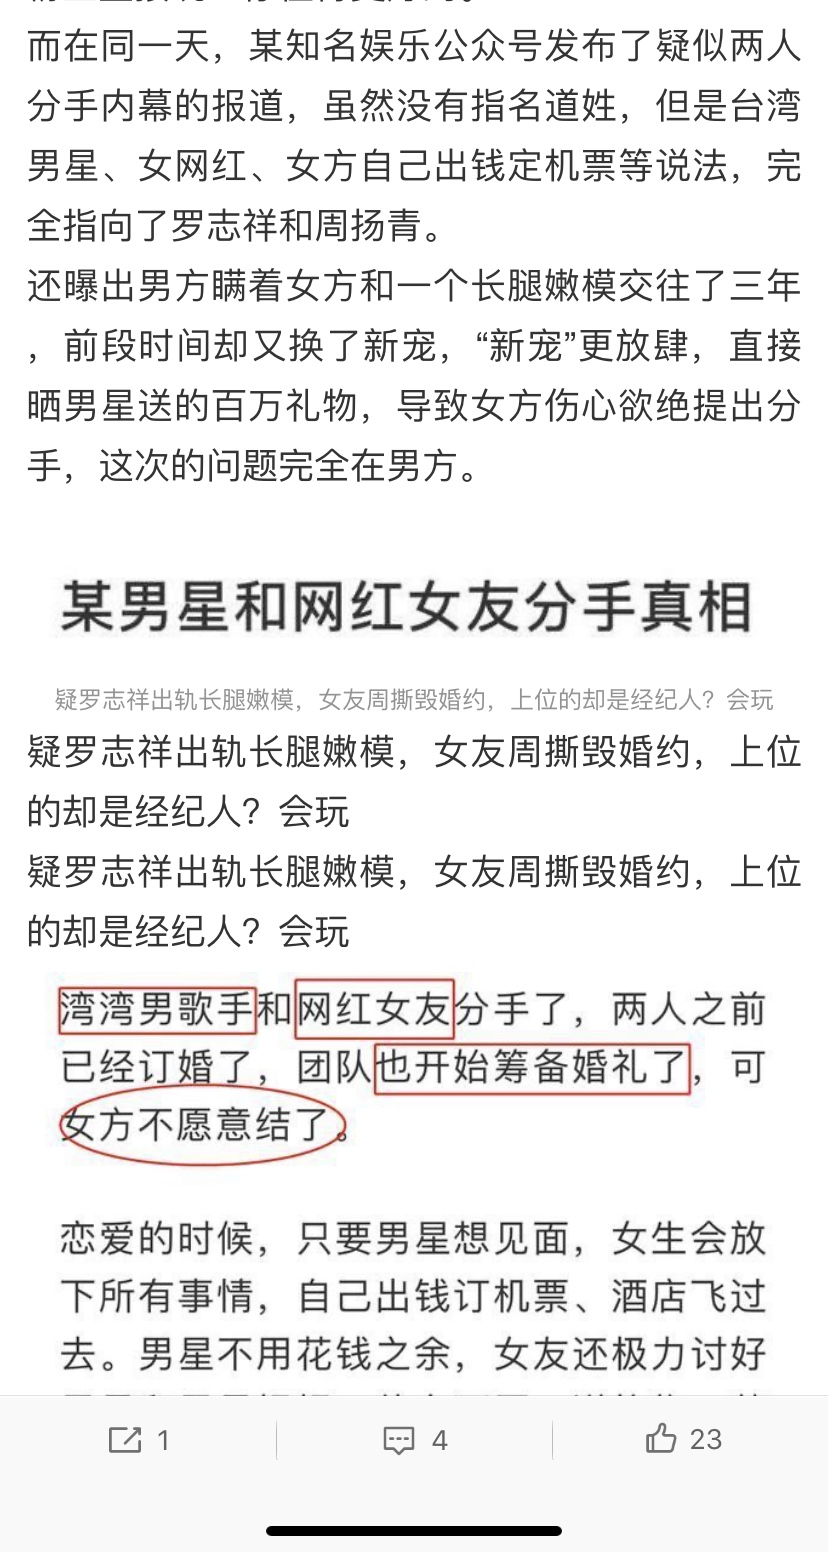 而在同一天，某知名娱乐公众号发布了疑似两人
分手内幕的报道，虽然没有指名道姓，但是台湾
男星、女网红、女方自己出钱定机票等说法，完
全指向了罗志祥和周扬青。
还曝出男方瞒着女方和一个长腿嫩模交往了三年
，前段时间却又换了新宠，“新宠”更放肆，直接
晒男星送的百万礼物，导致女方伤心欲绝提出分
手，这次的问题完全在男方。
某男星和网红女友分手真相
疑罗志祥出轨长腿嫩模，女友周撕毁婚约，上位的却是经纪人？会玩
疑罗志祥出轨长腿嫩模，女友周撕毁婚约，上位
的却是经纪人？会玩
疑罗志祥出轨长腿嫩模，女友周撕毁婚约，上位
的却是经纪人？会玩
湾湾男歌手和网红女友分手了，两人之前
已经订婚了，团队也开始筹备婚礼了，可
女方不愿意结了。
恋爱的时候，只要男星想见面，女生会放
下所有事情，自己出钱订机票、酒店飞过
去。男星不用花钱之余，女友还极力讨好
1
4
23